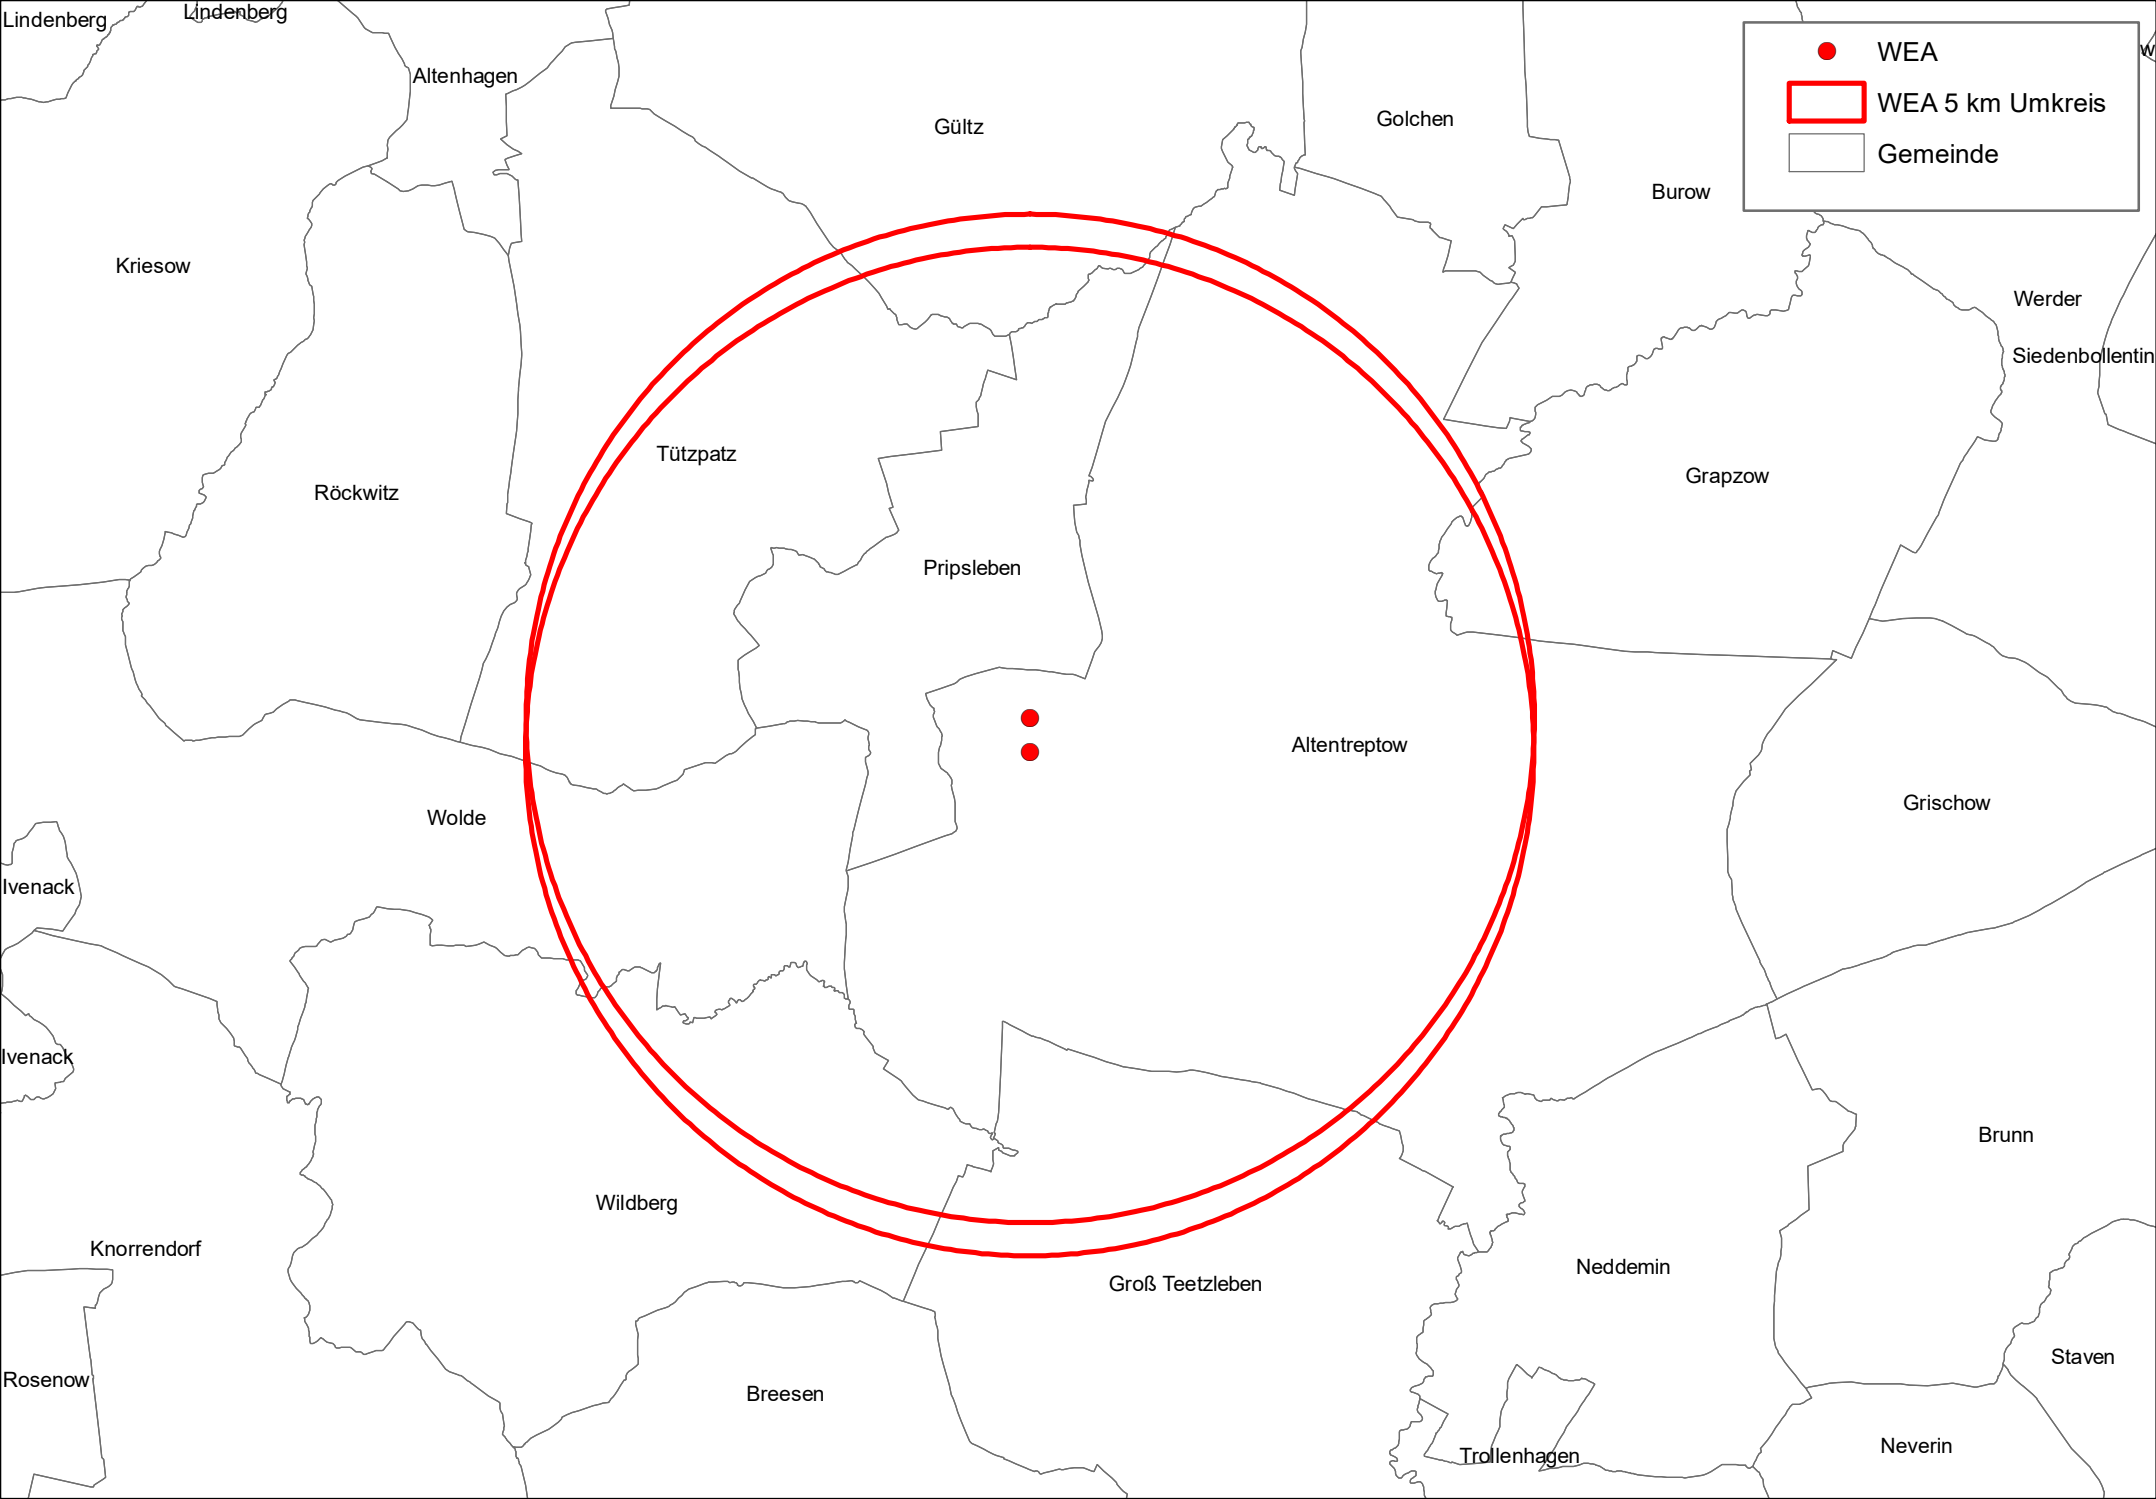 Lindenberg
Lindenberg
Altenhagen
Gültz
Golchen
Burow
WEA
WEA 5 km Umkreis
Gemeinde
Kriesow
Werder
Siedenbollentin
Tützpatz
Röckwitz
Grapzow
Pripsleben
Altentreptow
Grischow
Wolde
Ivenack
Ivenack
Brunn
Wildberg
Knorrendorf
Groß Teetzleben
Neddemin
Staven
Rosenow
Breesen
Neverin
Trollenhagen